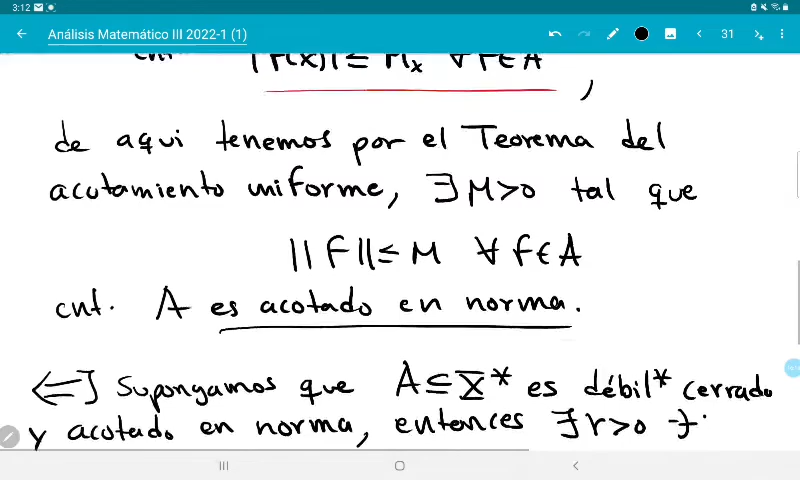 3:12
Análisis Matemático III 2022-1 (1)
31
cnt. |f(x)| ≤ Mx ∀ f ∈ A,
de aqui tenemos por el Teorema del
acotamiento uniforme, ∃ M>0 tal que
||f|| ≤ M ∀ f ∈ A
cnt. A es acotado en norma.
⇐] Supongamos que A ⊆ X* es débil* cerrado
y acotado en norma, entonces ∃ r>0 ∋